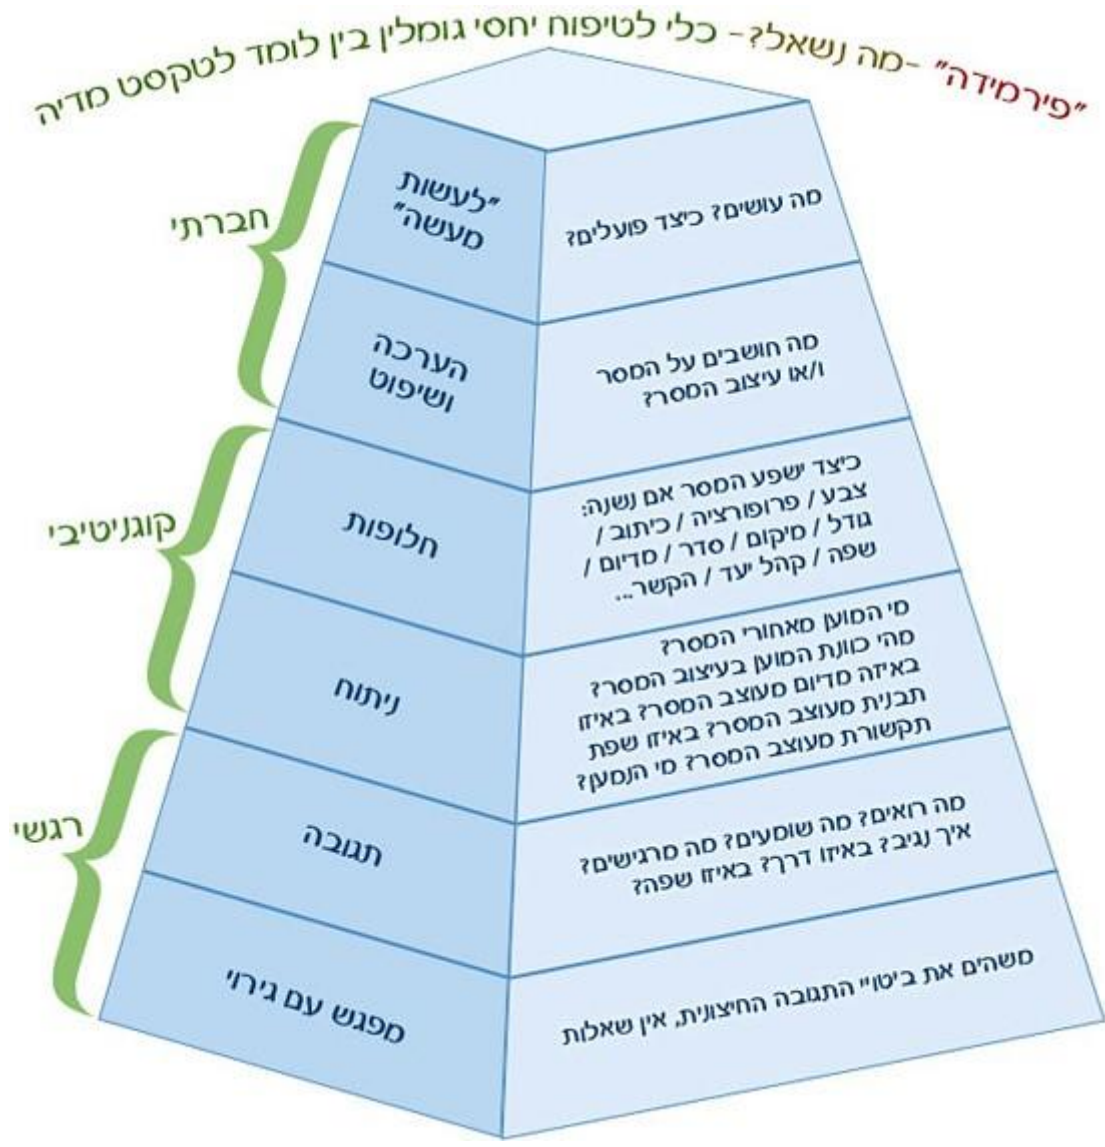 "פירמידה" -מה נשאל?- כלי לטיפוח יחסי גומלין בין לומד לטקסט מדיה
חברתי
"לעשות
מעשה"
מה עושים? כיצד פועלים?
הערכה
ושיפוט
מה חושבים על המסר
ו/או עיצוב המסר?
קוגניטיבי
חלופות
כיצד ישפע המסר אם נשנה:
צבע / פרופורציה / כיתוב /
גודל / מיקום / סדר / מדיום /
שפה / קהל יעד / הקשר...
ניתוח
מי המוען מאחורי המסר?
מהי כוונת המוען בעיצוב המסר?
באיזה מדיום מעוצב המסר? באיזו
תבנית מעוצב המסר? באיזו שפת
תקשורת מעוצב המסר? מי הנמען?
רגשי
תגובה
מה רואים? מה שומעים? מה מרגישים?
איך נגיב? באיזו דרך? באיזו שפה?
מפגש עם גירוי
משהים את ביטויי התגובה החיצונית, אין שאלות